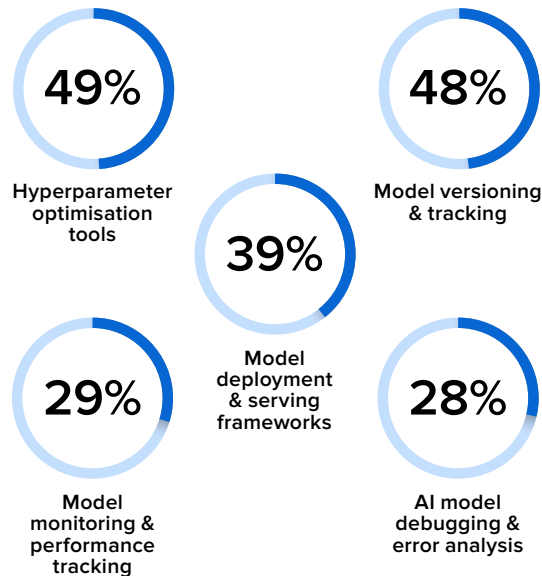 49%
Hyperparameter
optimisation
tools
48%
Model versioning
& tracking
39%
Model
deployment
& serving
frameworks
29%
Model
monitoring &
performance
tracking
28%
AI model
debugging &
error analysis